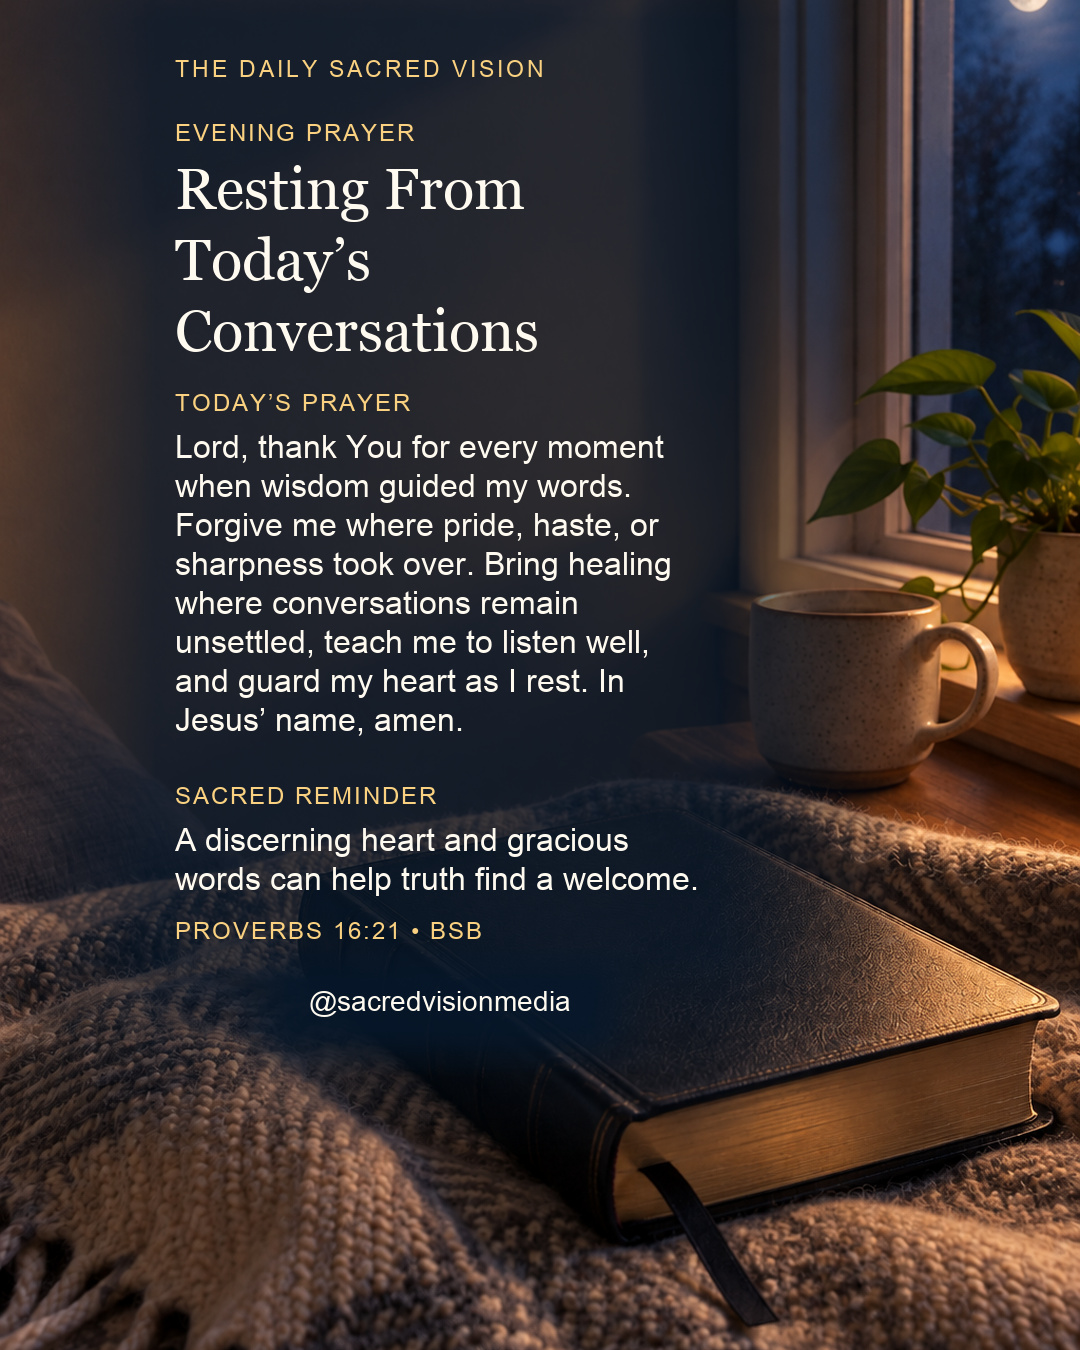 THE DAILY SACRED VISION
EVENING PRAYER
Resting From
Today’s
Conversations
TODAY’S PRAYER
Lord, thank You for every moment
when wisdom guided my words.
Forgive me where pride, haste, or
sharpness took over. Bring healing
where conversations remain
unsettled, teach me to listen well,
and guard my heart as I rest. In
Jesus’ name, amen.
SACRED REMINDER
A discerning heart and gracious
words can help truth find a welcome.
PROVERBS 16:21 • BSB
@sacredvisionmedia